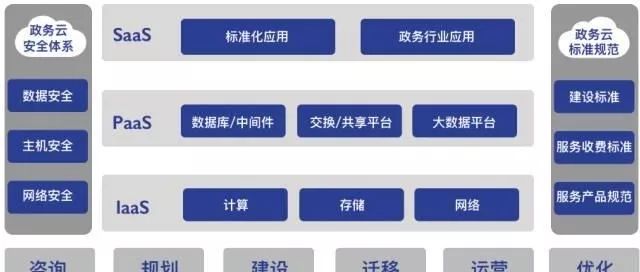 政务云
安全体系
数据安全
主机安全
网络安全
SaaS
标准化应用
政务行业应用
PaaS
数据库/中间件
交换/共享平台
大数据平台
IaaS
计算
存储
网络
政务云
标准规范
建设标准
服务收费标准
服务产品规范
咨询
规划
建设
迁移
运营
优化